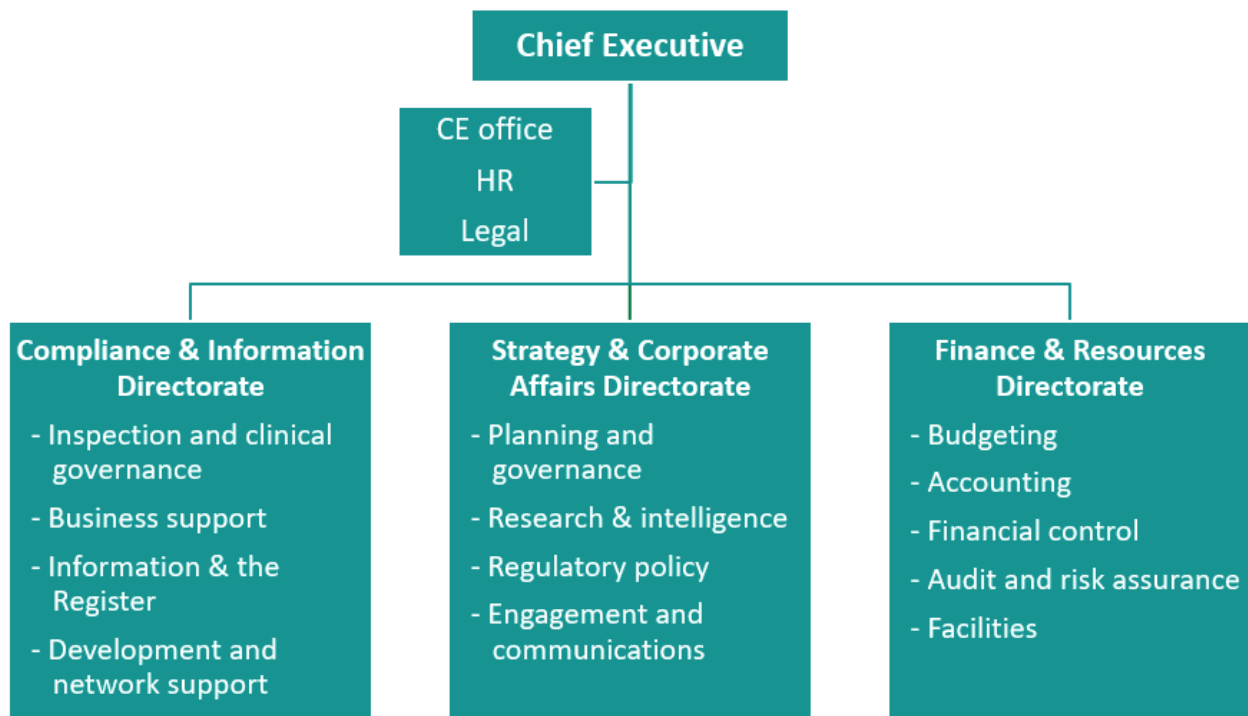 Chief Executive
CE office
HR
Legal
Compliance & Information
Directorate
- Inspection and clinical
governance
- Business support
- Information & the
Register
- Development and
network support
Strategy & Corporate
Affairs Directorate
- Planning and
governance
- Research & intelligence
- Regulatory policy
- Engagement and
communications
Finance & Resources
Directorate
- Budgeting
- Accounting
- Financial control
- Audit and risk assurance
- Facilities